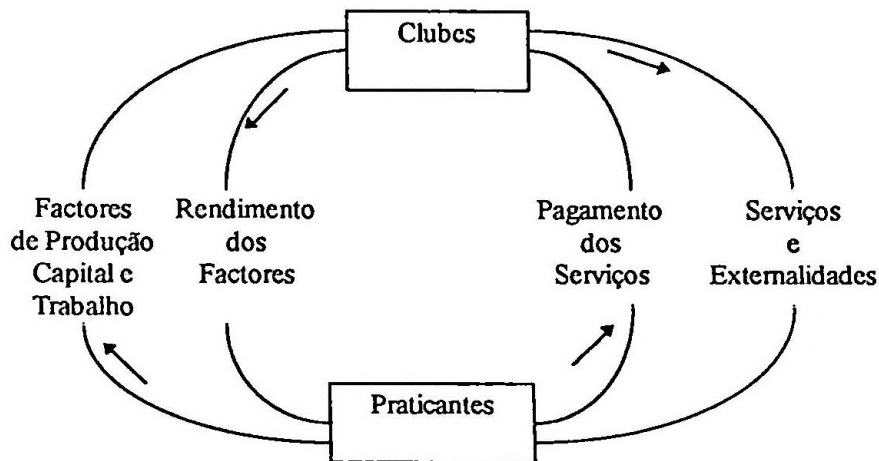 Clubes
Factores
de Produção
Capital e
Trabalho
Rendimento
dos
Factores
Pagamento
dos
Serviços
Serviços
e
Externalidades
Praticantes